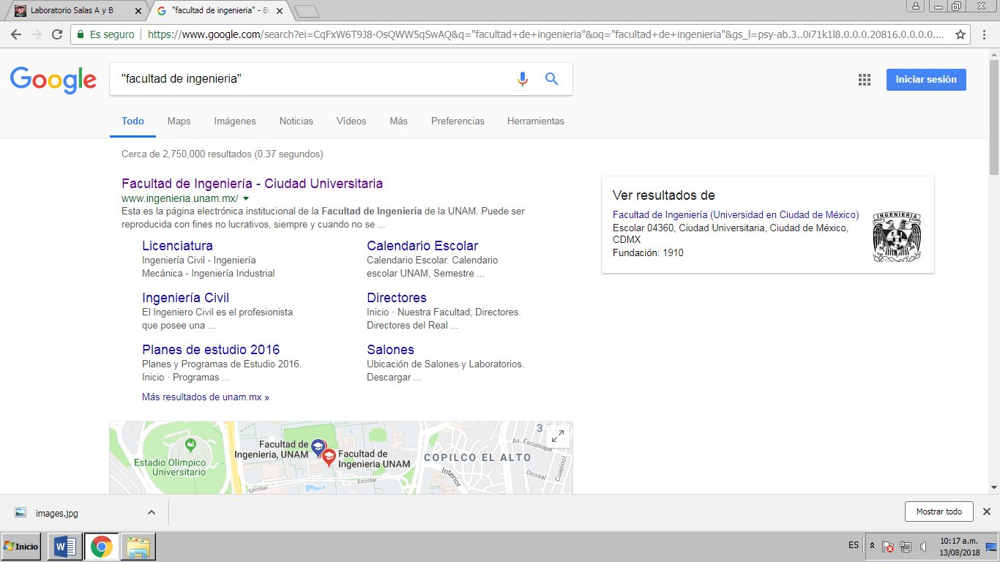 Laboratorio Salas A y B
"facultad de ingenieria" - Bu
Es seguro
https://www.google.com/search?ei=CqFxW6T9J8-OsQWW5qSwAQ&q="facultad+de+ingenieria"&oq="facultad+de+ingenieria"&gs_l=psy-ab.3..0i71k1l8.0.0.0.20816.0.0.0.0....
Google
"facultad de ingenieria"
Iniciar sesión
Todo
Maps
Imágenes
Noticias
Vídeos
Más
Preferencias
Herramientas
Cerca de 2,750,000 resultados (0.37 segundos)
Facultad de Ingeniería - Ciudad Universitaria
www.ingenieria.unam.mx/
Esta es la página electrónica institucional de la Facultad de Ingeniería de la UNAM. Puede ser
reproducida con fines no lucrativos, siempre y cuando no se ...
Licenciatura
Ingeniería Civil - Ingeniería
Mecánica - Ingeniería Industrial
Calendario Escolar
Calendario Escolar. Calendario
escolar UNAM, Semestre ...
Ingeniería Civil
El Ingeniero Civil es el profesionista
que posee una ...
Directores
Inicio · Nuestra Facultad; Directores.
Directores del Real ...
Planes de estudio 2016
Planes y Programas de Estudio 2016.
Inicio · Programas ...
Salones
Ubicación de Salones y Laboratorios.
Descargar ...
Más resultados de unam.mx »
Ver resultados de
Facultad de Ingeniería (Universidad en Ciudad de México)
Escolar 04360, Ciudad Universitaria, Ciudad de México,
CDMX
Fundación: 1910
INGENIERIA
Estadio Olímpico
Universitario
Facultad de
Ingenieria, UNAM
Facultad de
Ingenieria UNAM
COPILCO EL ALTO
Av. Escuinapa
Ocoxal
Cuapinol
Interior
Escolar
Escolar
images.jpg
Mostrar todo
Inicio
ES
10:17 a.m.
13/08/2018